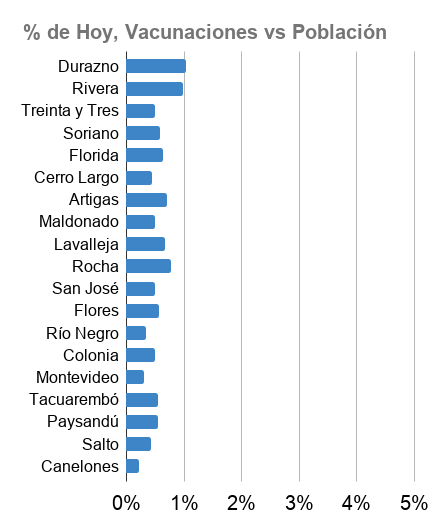 % de Hoy, Vacunaciones vs Población
Durazno
Rivera
Treinta y Tres
Soriano
Florida
Cerro Largo
Artigas
Maldonado
Lavalleja
Rocha
San José
Flores
Río Negro
Colonia
Montevideo
Tacuarembó
Paysandú
Salto
Canelones
0% 1% 2% 3% 4% 5%